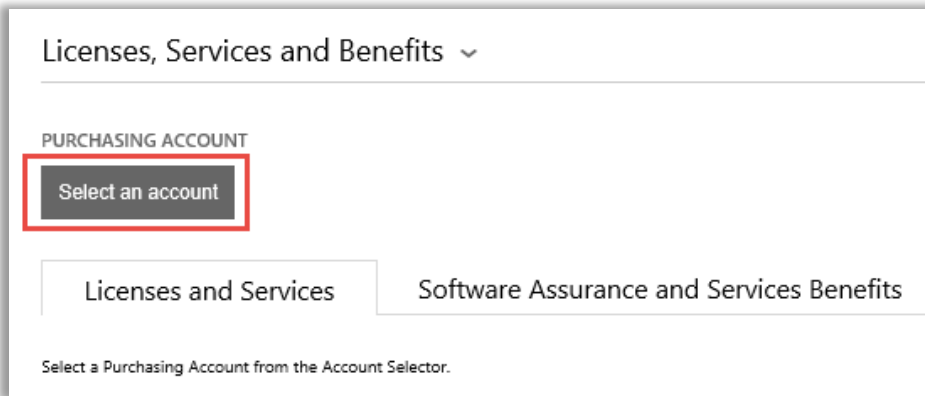 Licenses, Services and Benefits
PURCHASING ACCOUNT
Select an account
Licenses and Services
Software Assurance and Services Benefits
Select a Purchasing Account from the Account Selector.